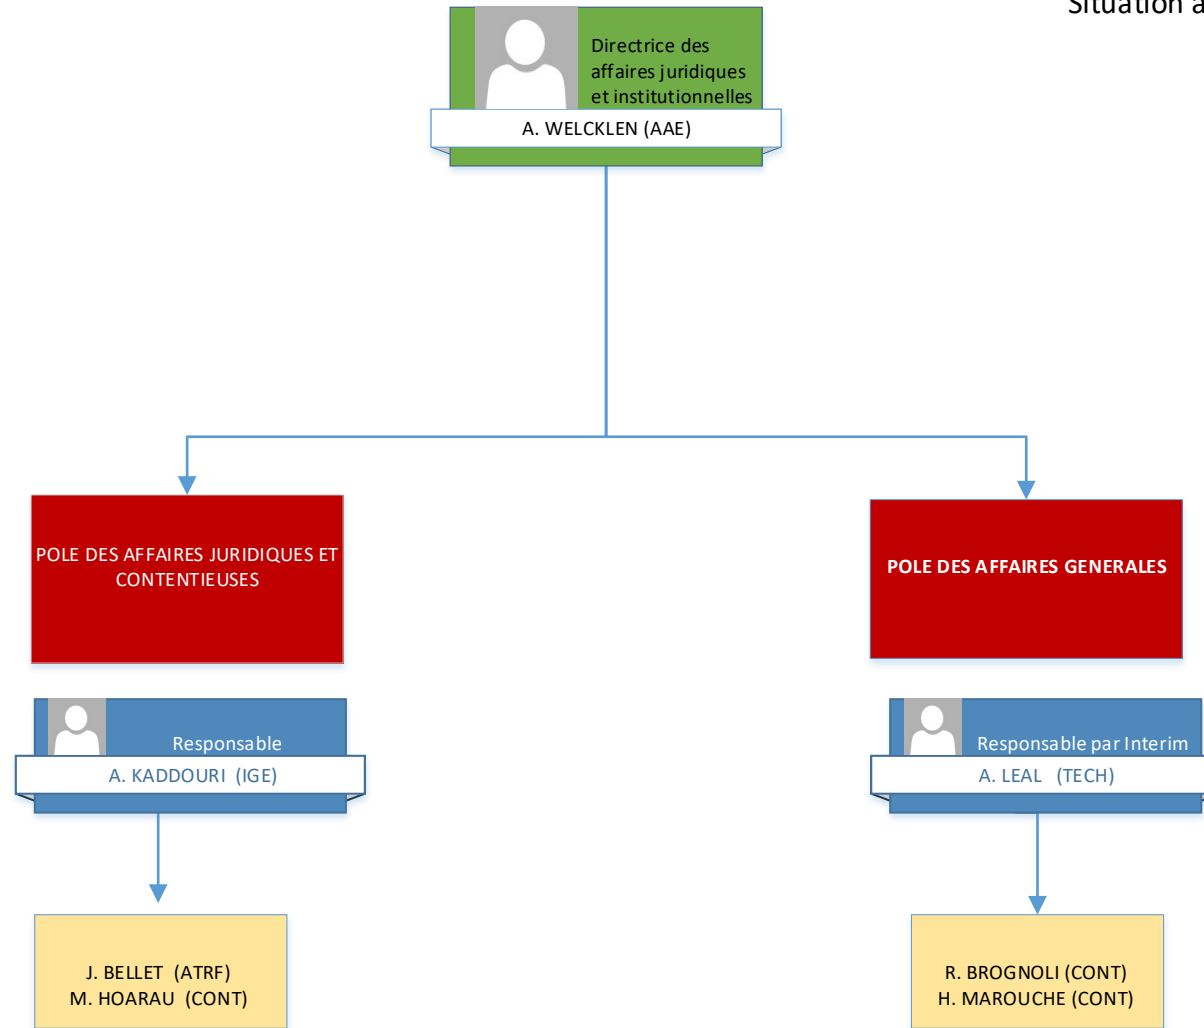 Situation a
Directrice des
affaires juridiques
et institutionnelles
A. WELCKLEN (AAE)
POLE DES AFFAIRES JURIDIQUES ET
CONTENTIEUSES
POLE DES AFFAIRES GENERALES
Responsable
A. KADDOURI (IGE)
Responsable par Interim
A. LEAL (TECH)
J. BELLET (ATRF)
M. HOARAU (CONT)
R. BROGNOLI (CONT)
H. MAROUCHE (CONT)